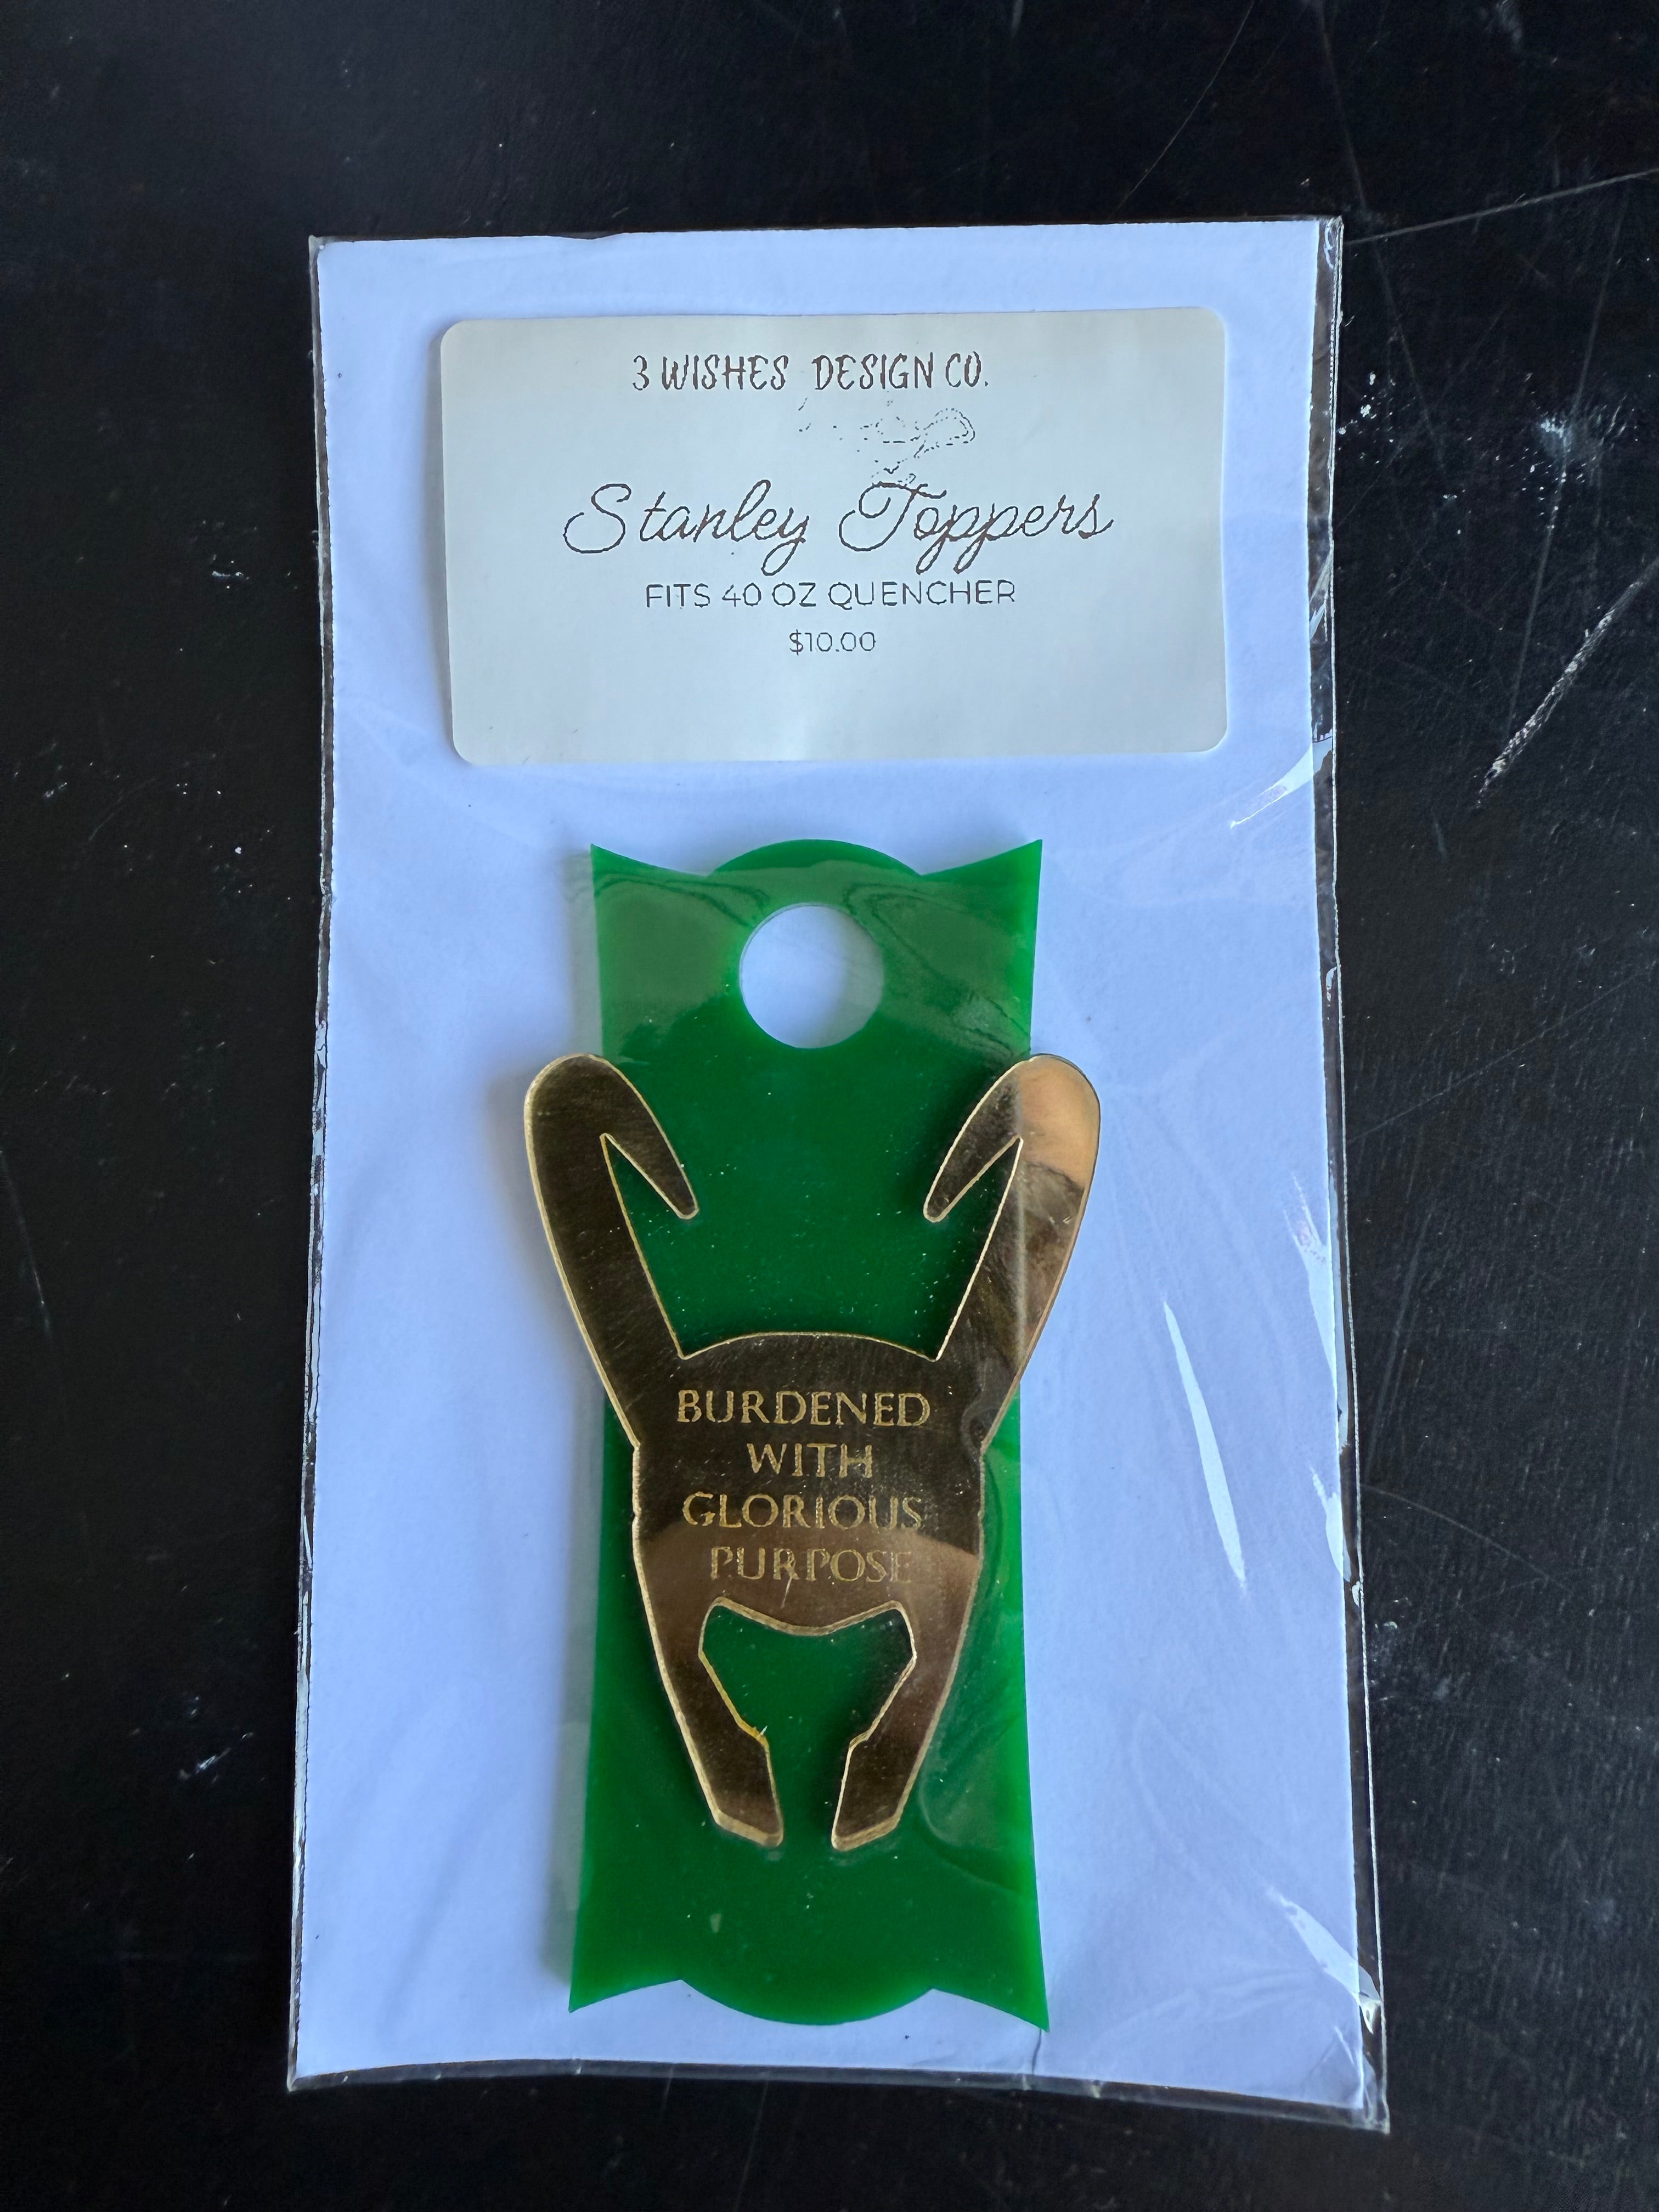 3 WISHES DESIGN CO.
Stanley Toppers
FITS 40 OZ QUENCHER
$10.00
BURDENED
WITH
GLORIOUS
PURPOSE